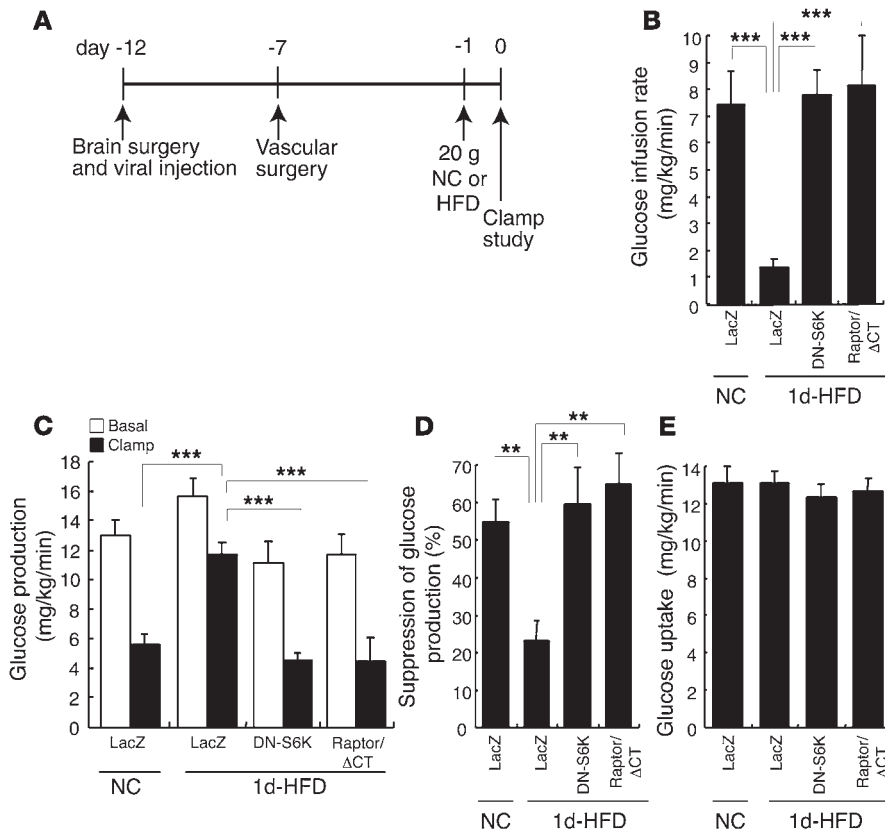 A
day -12
-7
-1
0
Brain surgery
and viral injection
Vascular
surgery
20 g
NC or
HFD
Clamp
study
B
***
***
***
Glucose infusion rate
(mg/kg/min)
10
9
8
7
6
5
4
3
2
1
0
LacZ
LacZ
DN-S6K
Raptor/
ΔCT
NC
1d-HFD
C
Basal
Clamp
***
***
***
Glucose production
(mg/kg/min)
18
16
14
12
10
8
6
4
2
0
LacZ
LacZ
DN-S6K
Raptor/
ΔCT
NC
1d-HFD
D
**
**
**
Suppression of glucose
production (%)
70
60
50
40
30
20
10
0
LacZ
LacZ
DN-S6K
Raptor/
ΔCT
NC
1d-HFD
E
Glucose uptake (mg/kg/min)
14
12
10
8
6
4
2
0
LacZ
LacZ
DN-S6K
Raptor/
ΔCT
NC
1d-HFD